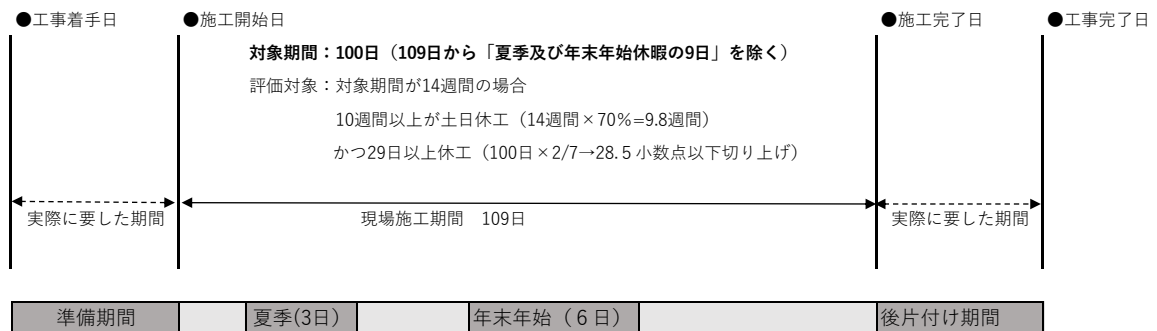 ●工事着手日 ●施工開始日 ●施工完了日 ●工事完了日
対象期間：100日（109日から「夏季及び年末年始休暇の9日」を除く）
評価対象：対象期間が14週間の場合
10週間以上が土日休工（14週間×70%=9.8週間）
かつ29日以上休工（100日×2/7→28.5 小数点以下切り上げ）
実際に要した期間 現場施工期間　109日 実際に要した期間
準備期間 夏季(3日) 年末年始（６日） 後片付け期間